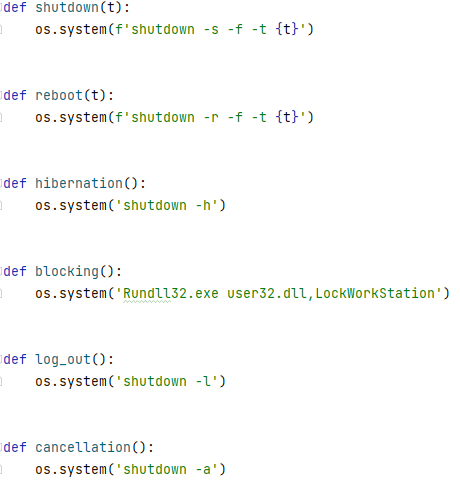 def shutdown(t):
    os.system(f'shutdown -s -f -t {t}')
def reboot(t):
    os.system(f'shutdown -r -f -t {t}')
def hibernation():
    os.system('shutdown -h')
def blocking():
    os.system('Rundll32.exe user32.dll,LockWorkStation')
def log_out():
    os.system('shutdown -l')
def cancellation():
    os.system('shutdown -a')